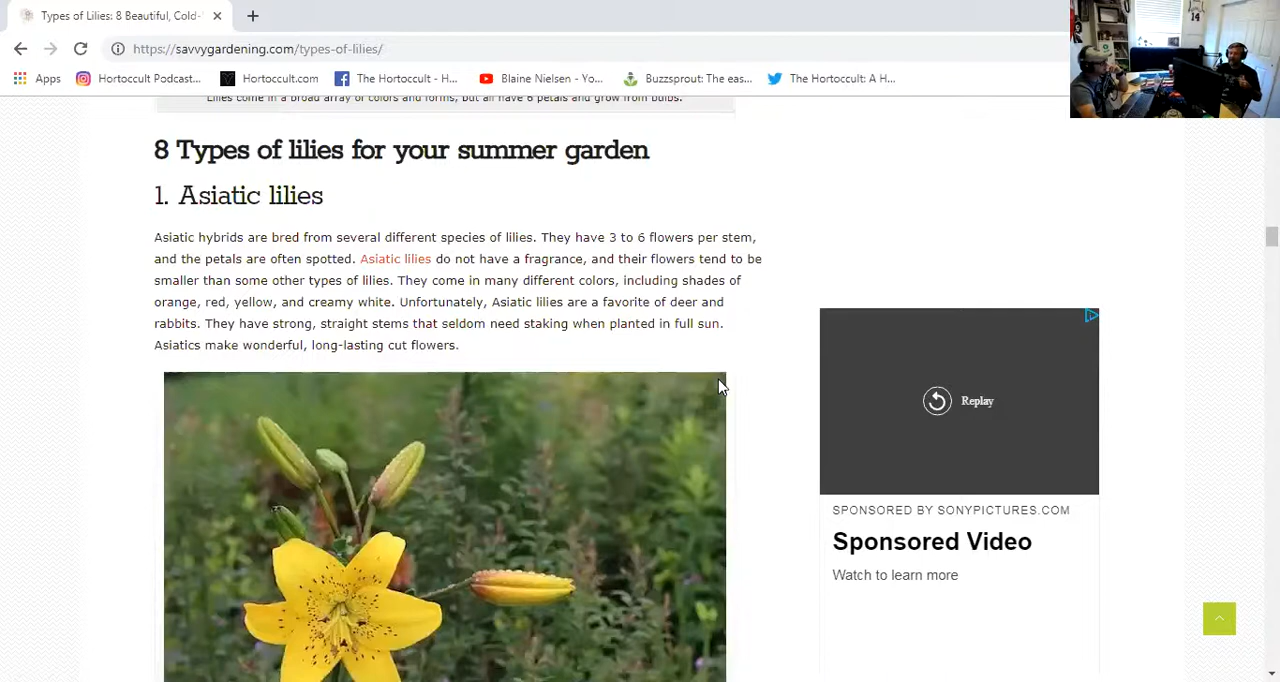 Types of Lilies: 8 Beautiful, Cold-
https://savvygardening.com/types-of-lilies/
Apps
Hortoccult Podcast...
Hortoccult.com
The Hortoccult - H...
Blaine Nielsen - Yo...
Buzzsprout: The eas...
The Hortoccult: A H...
14
Lilies come in a broad array of colors and forms, but all have 6 petals and grow from bulbs.
8 Types of lilies for your summer garden
1. Asiatic lilies
Asiatic hybrids are bred from several different species of lilies. They have 3 to 6 flowers per stem,
and the petals are often spotted. Asiatic lilies do not have a fragrance, and their flowers tend to be
smaller than some other types of lilies. They come in many different colors, including shades of
orange, red, yellow, and creamy white. Unfortunately, Asiatic lilies are a favorite of deer and
rabbits. They have strong, straight stems that seldom need staking when planted in full sun.
Asiatics make wonderful, long-lasting cut flowers.
Replay
SPONSORED BY SONYPICTURES.COM
Sponsored Video
Watch to learn more